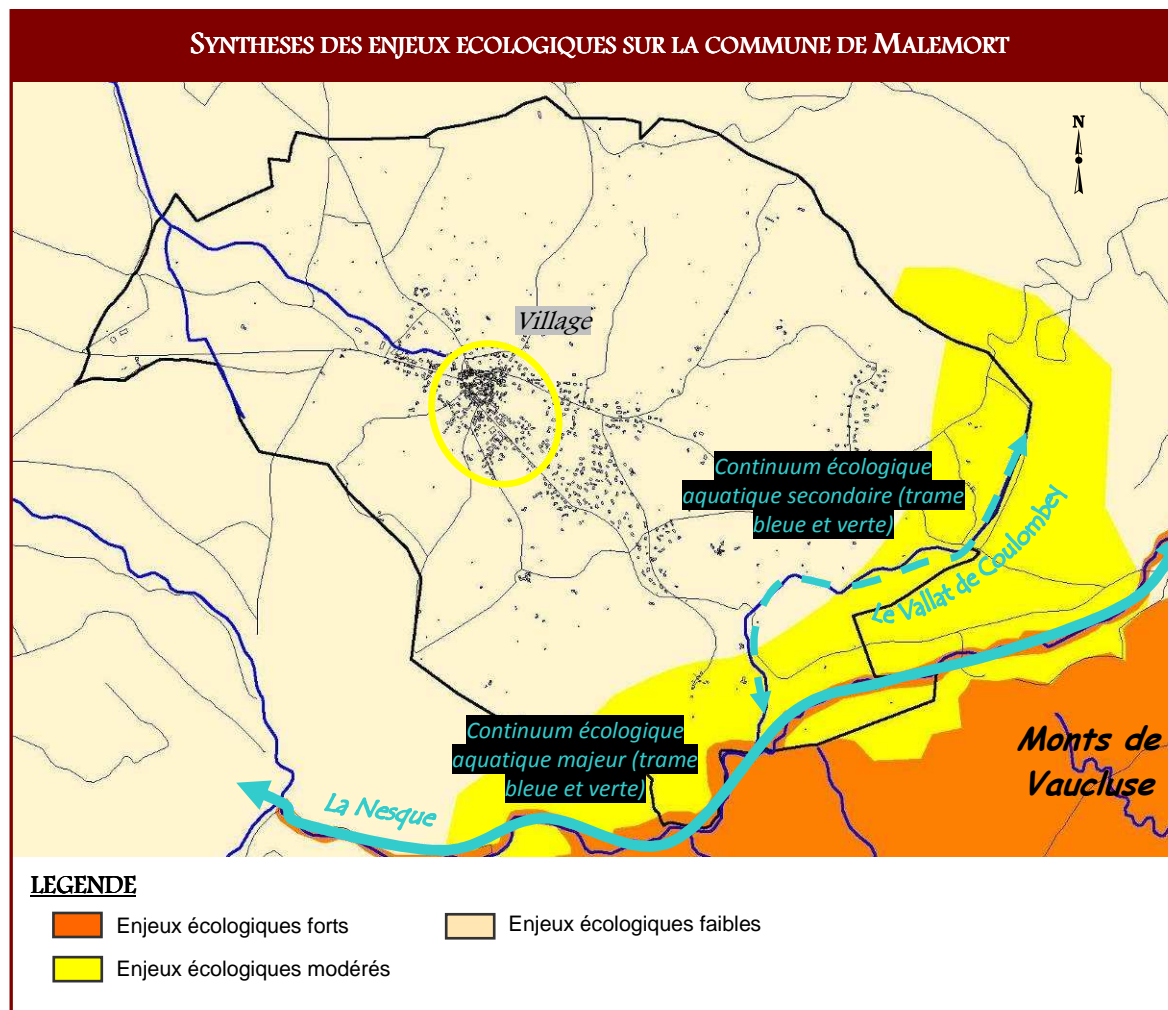 SYNTHESES DES ENJEUX ECOLOGIQUES SUR LA COMMUNE DE MALEMORT
N
Village
Continuum écologique
aquatique secondaire (trame
bleue et verte)
Le Vallat de Coulombey
Continuum écologique
aquatique majeur (trame
bleue et verte)
Monts de
Vaucluse
La Nesque
LEGENDE
Enjeux écologiques forts
Enjeux écologiques faibles
Enjeux écologiques modérés